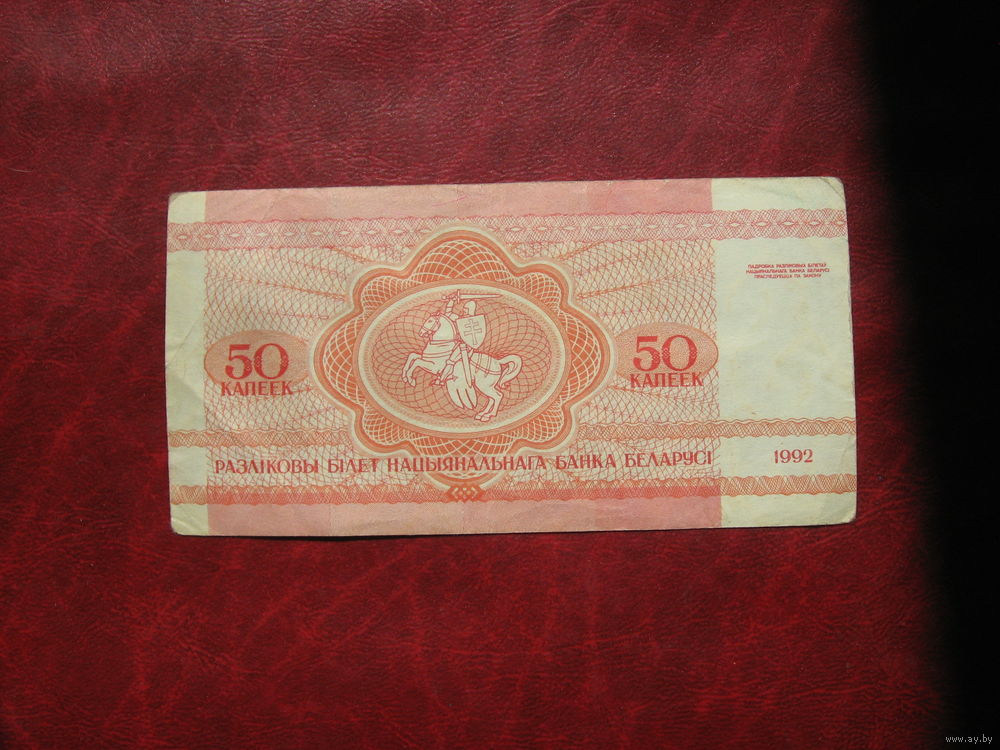 ПАДРОБКА РАЗЛІКОВЫХ БІЛЕТАЎ
НАЦЫЯНАЛЬНАГА БАНКА БЕЛАРУСІ
ПРАСЛЕДУЕЦЦА ПА ЗАКОНУ
50
КАПЕЕК
50
КАПЕЕК
РАЗЛІКОВЫ БІЛЕТ НАЦЫЯНАЛЬНАГА БАНКА БЕЛАРУСІ
1992
www.ay.by